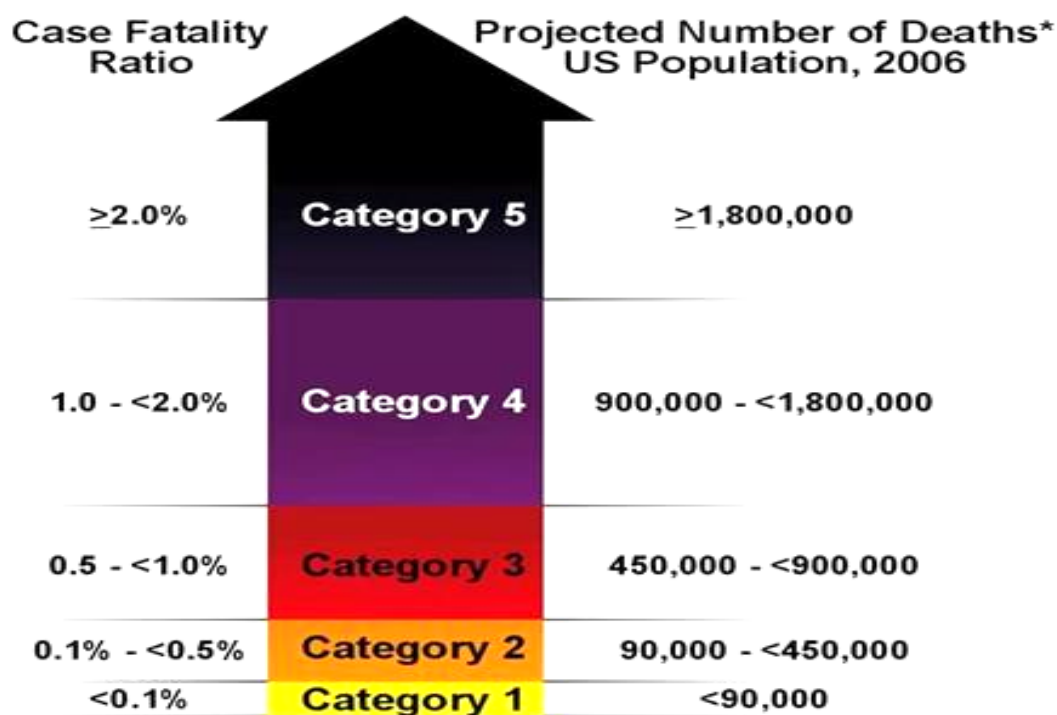 Case Fatality
Ratio
Projected Number of Deaths*
US Population, 2006
≥2.0%
Category 5
≥1,800,000
1.0 - <2.0%
Category 4
900,000 - <1,800,000
0.5 - <1.0%
Category 3
450,000 - <900,000
0.1% - <0.5%
Category 2
90,000 - <450,000
<0.1%
Category 1
<90,000